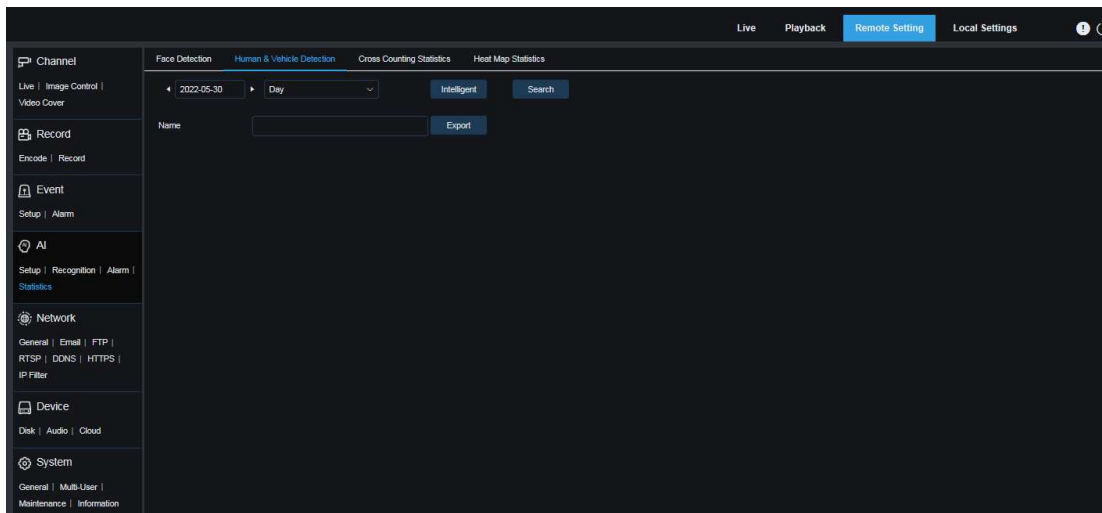 Live Playback Remote Setting Local Settings
Channel
Live | Image Control |
Video Cover
Record
Encode | Record
Event
Setup | Alarm
AI
Setup | Recognition | Alarm |
Statistics
Network
General | Email | FTP |
RTSP | DDNS | HTTPS |
IP Filter
Device
Disk | Audio | Cloud
System
General | Multi-User |
Maintenance | Information
Face Detection Human & Vehicle Detection Cross Counting Statistics Heat Map Statistics
2022-05-30 Day Intelligent Search
Name Export